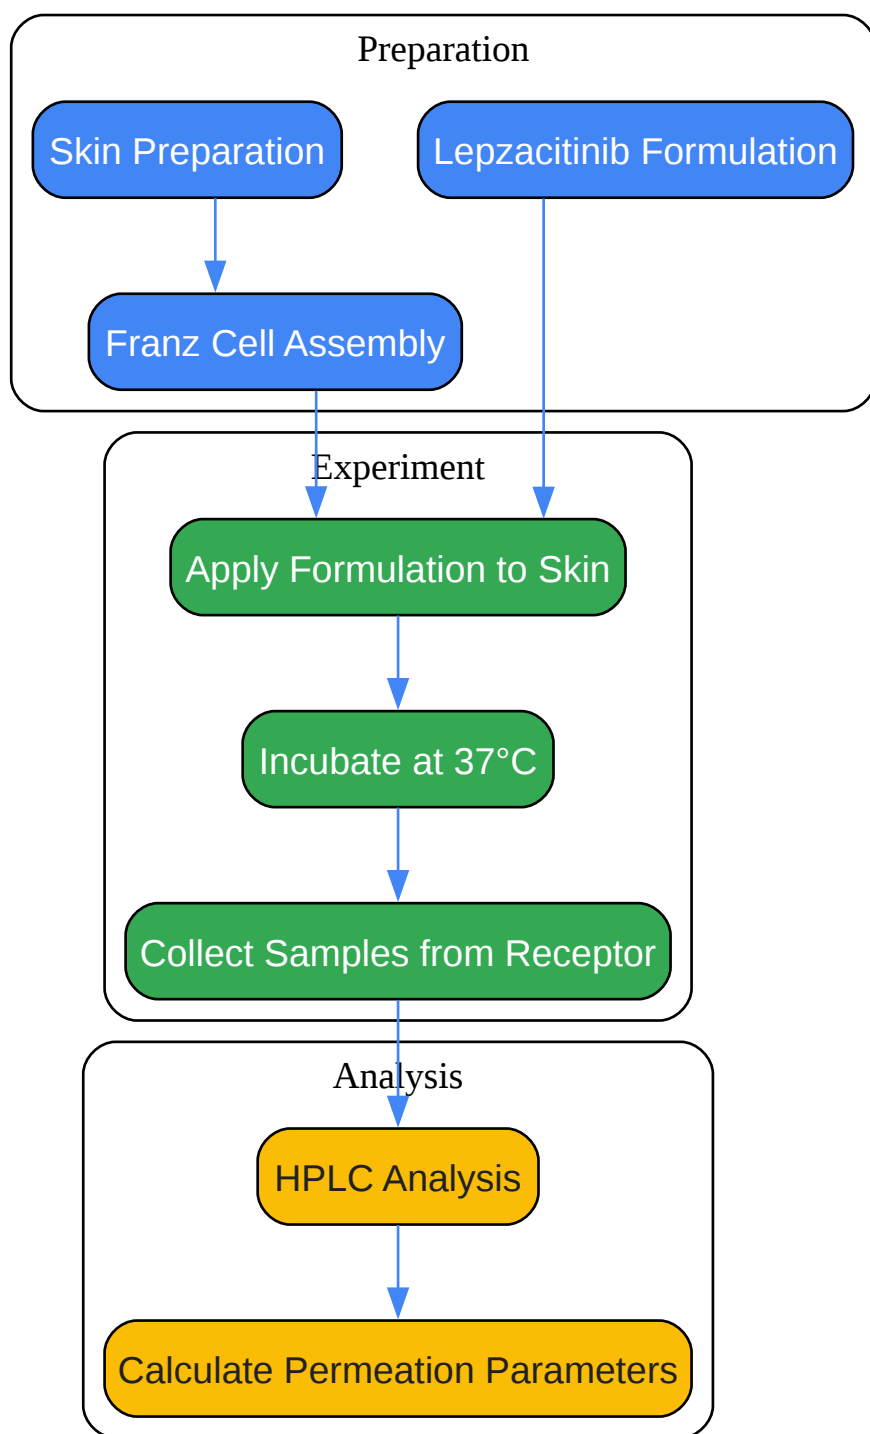 Preparation
Skin Preparation
Lepzacitinib Formulation
Franz Cell Assembly
Experiment
Apply Formulation to Skin
Incubate at 37°C
Collect Samples from Receptor
Analysis
HPLC Analysis
Calculate Permeation Parameters